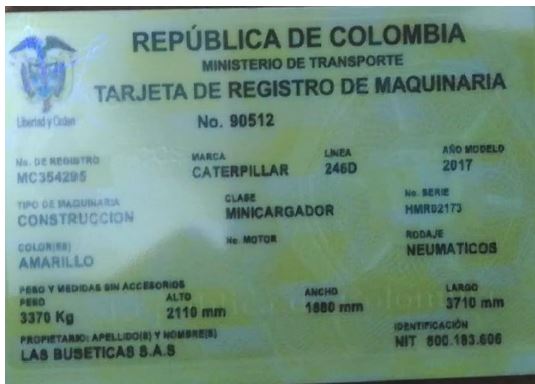 REPÚBLICA DE COLOMBIA
MINISTERIO DE TRANSPORTE
TARJETA DE REGISTRO DE MAQUINARIA
Libertad y Orden
No. 90512
No. DE REGISTRO MARCA LINEA AÑO MODELO
MC354295 CATERPILLAR 246D 2017
TIPO DE MAQUINARIA CLASE No. SERIE
CONSTRUCCION MINICARGADOR HMR02173
COLOR(ES) No. MOTOR RODAJE
AMARILLO NEUMATICOS
PESO Y MEDIDAS SIN ACCESORIOS
PESO ALTO ANCHO LARGO
3370 Kg 2110 mm 1680 mm 3710 mm
PROPIETARIO: APELLIDO(S) Y NOMBRE(S) IDENTIFICACIÓN
LAS BUSETICAS S.A.S NIT 800.183.606